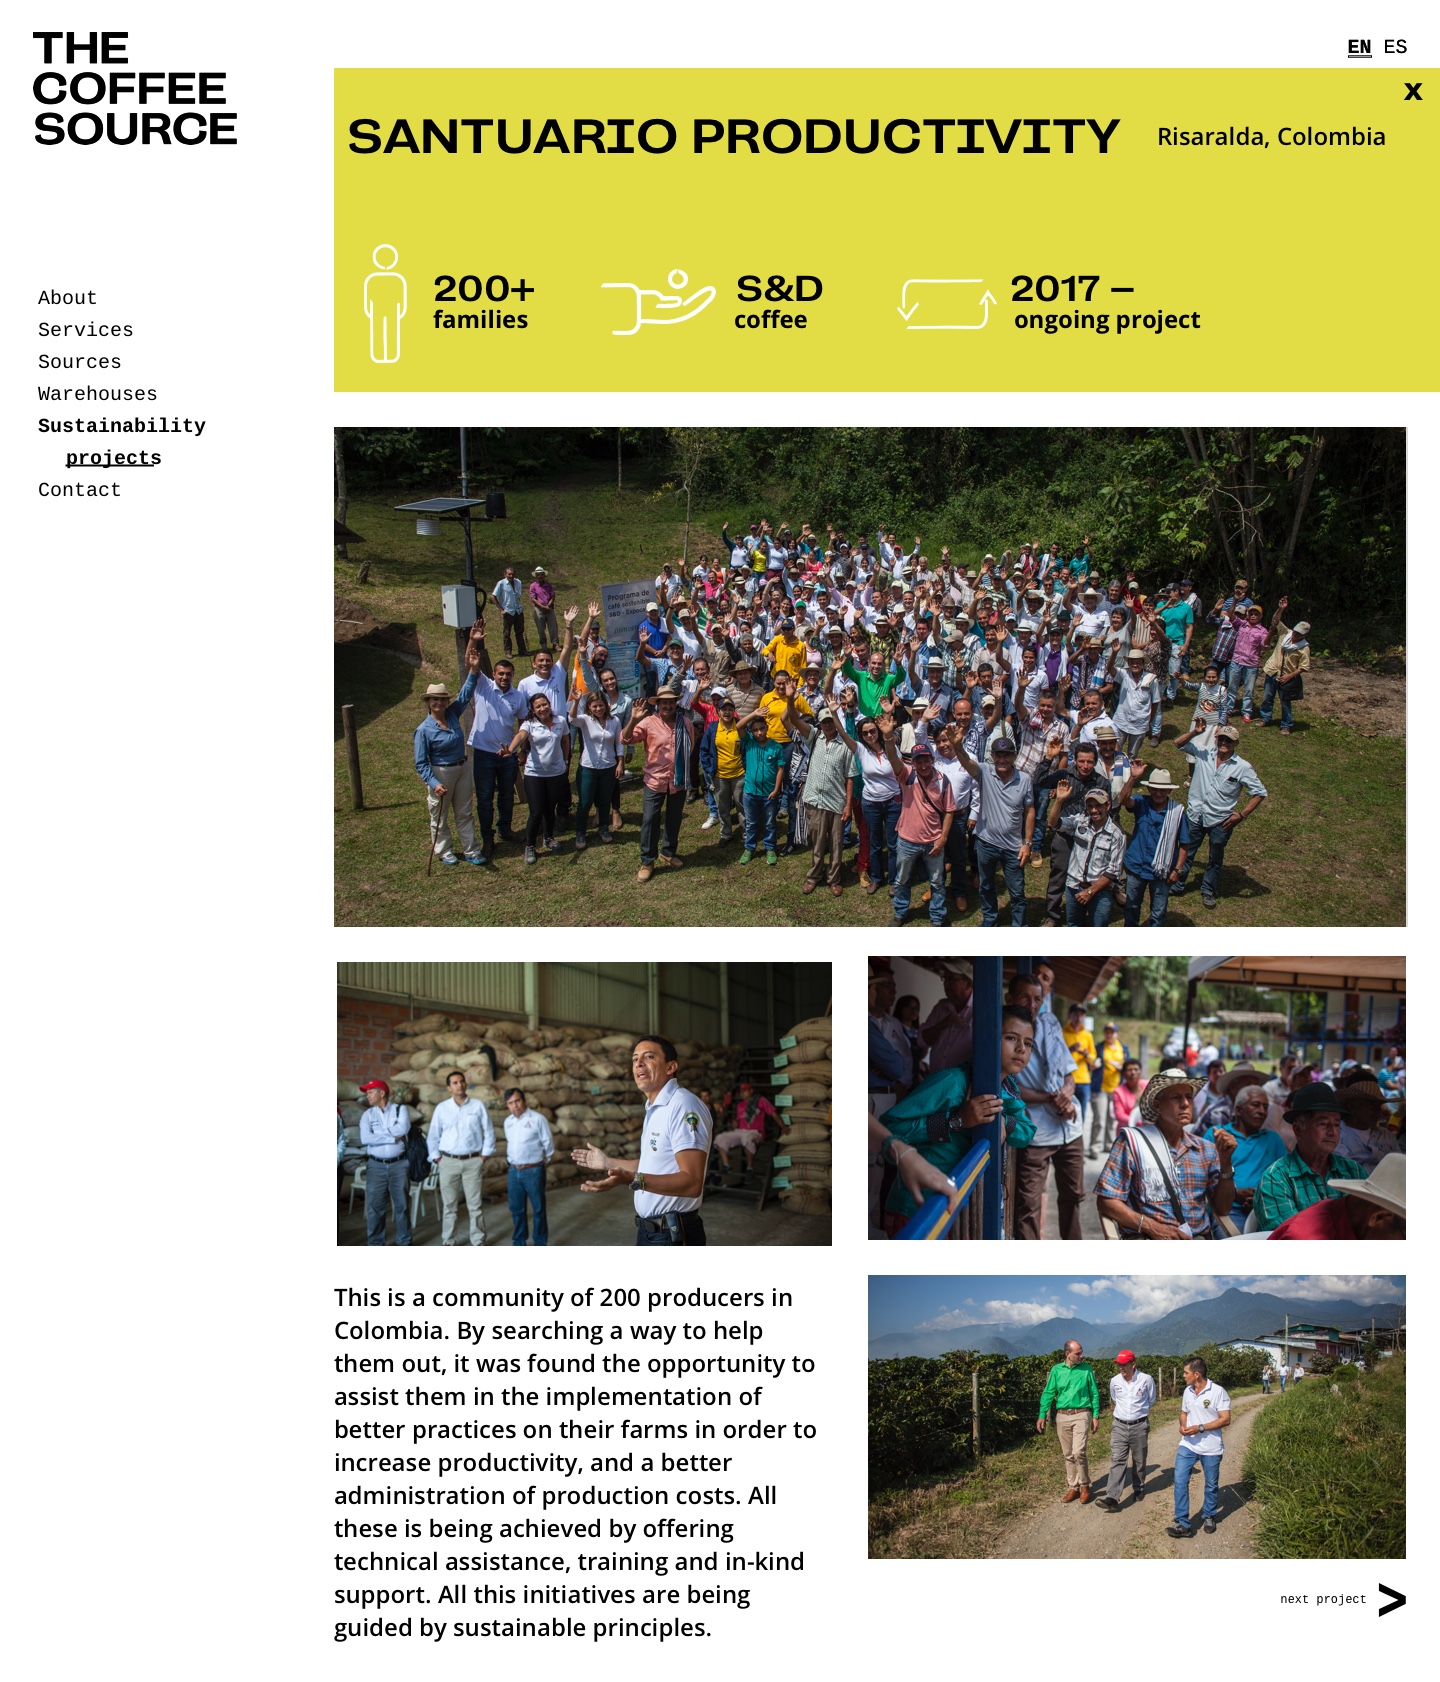 THE
COFFEE
SOURCE
EN ES
X
SANTUARIO PRODUCTIVITY
Risaralda, Colombia
200+
families
S&D
coffee
2017 –
ongoing project
About
Services
Sources
Warehouses
Sustainability
projects
Contact
Programa de
café sostenible
S&D - Expocafé
This is a community of 200 producers in
Colombia. By searching a way to help
them out, it was found the opportunity to
assist them in the implementation of
better practices on their farms in order to
increase productivity, and a better
administration of production costs. All
these is being achieved by offering
technical assistance, training and in-kind
support. All this initiatives are being
guided by sustainable principles.
next project >